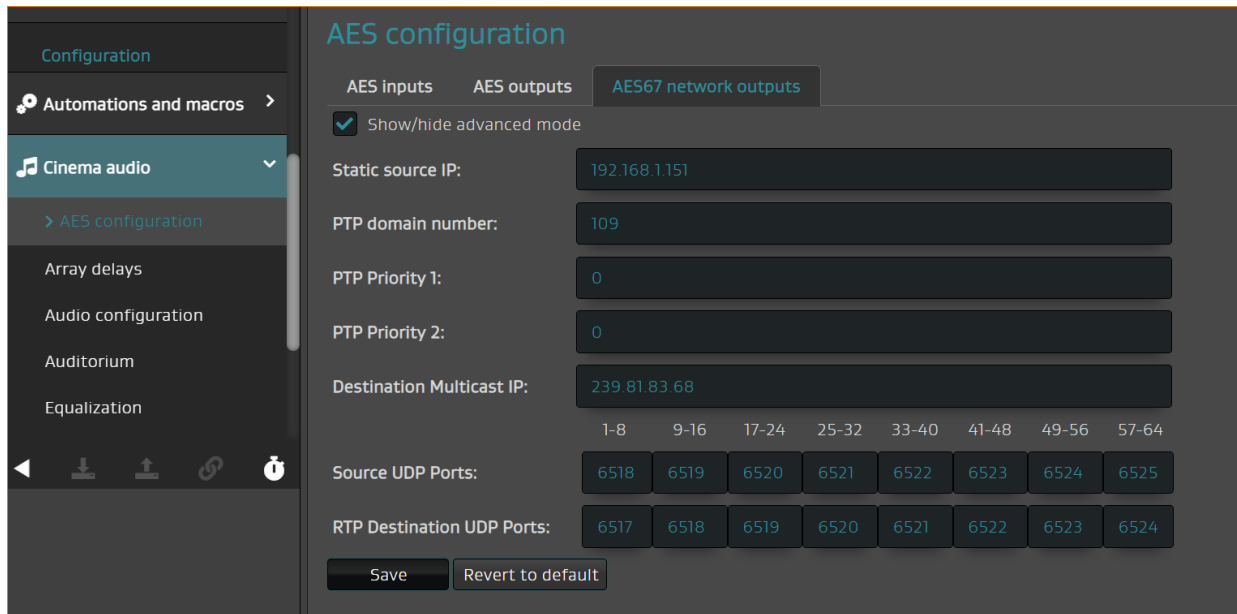 Configuration
Automations and macros >
Cinema audio
> AES configuration
Array delays
Audio configuration
Auditorium
Equalization
AES configuration
AES inputs AES outputs AES67 network outputs
Show/hide advanced mode
Static source IP: 192.168.1.151
PTP domain number: 109
PTP Priority 1: 0
PTP Priority 2: 0
Destination Multicast IP: 239.81.83.68
1-8 9-16 17-24 25-32 33-40 41-48 49-56 57-64
Source UDP Ports: 6518 6519 6520 6521 6522 6523 6524 6525
RTP Destination UDP Ports: 6517 6518 6519 6520 6521 6522 6523 6524
Save Revert to default